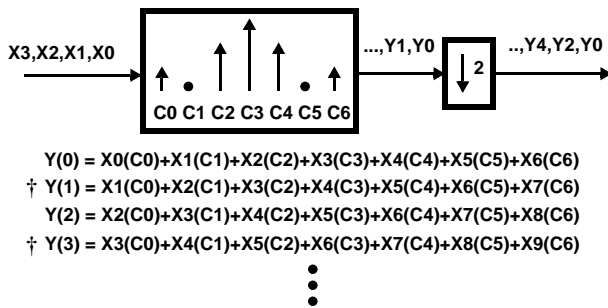 X3,X2,X1,X0
...,Y1,Y0
2
..,Y4,Y2,Y0
C0 C1 C2 C3 C4 C5 C6
Y(0) = X0(C0)+X1(C1)+X2(C2)+X3(C3)+X4(C4)+X5(C5)+X6(C6)
† Y(1) = X1(C0)+X2(C1)+X3(C2)+X4(C3)+X5(C4)+X6(C5)+X7(C6)
Y(2) = X2(C0)+X3(C1)+X4(C2)+X5(C3)+X6(C4)+X7(C5)+X8(C6)
† Y(3) = X3(C0)+X4(C1)+X5(C2)+X6(C3)+X7(C4)+X8(C5)+X9(C6)